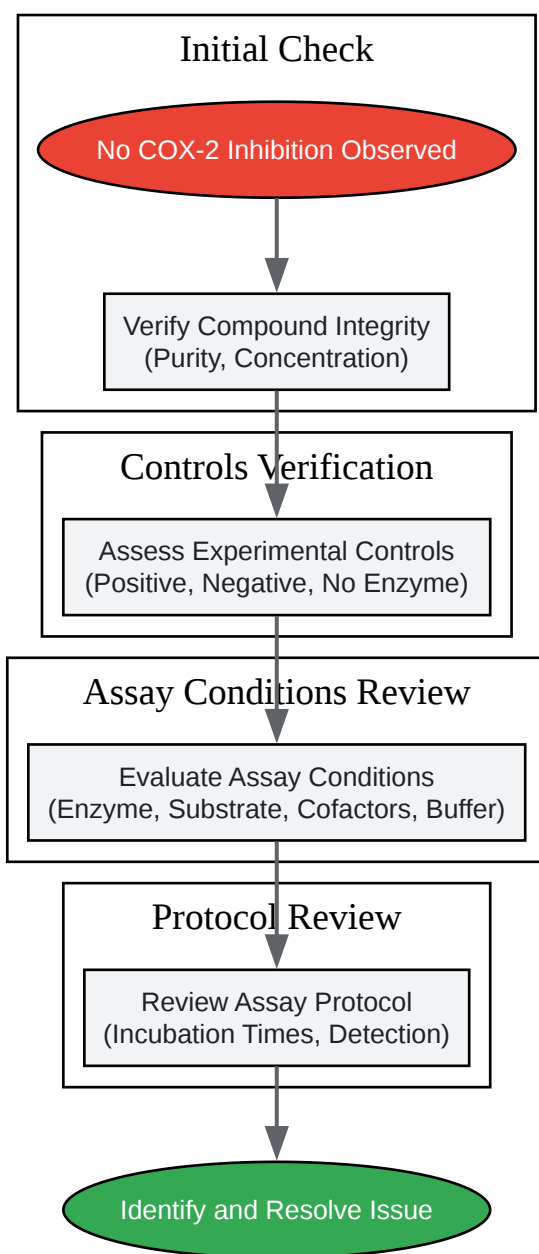 Initial Check
No COX-2 Inhibition Observed
Verify Compound Integrity
(Purity, Concentration)
Controls Verification
Assess Experimental Controls
(Positive, Negative, No Enzyme)
Assay Conditions Review
Evaluate Assay Conditions
(Enzyme, Substrate, Cofactors, Buffer)
Protocol Review
Review Assay Protocol
(Incubation Times, Detection)
Identify and Resolve Issue